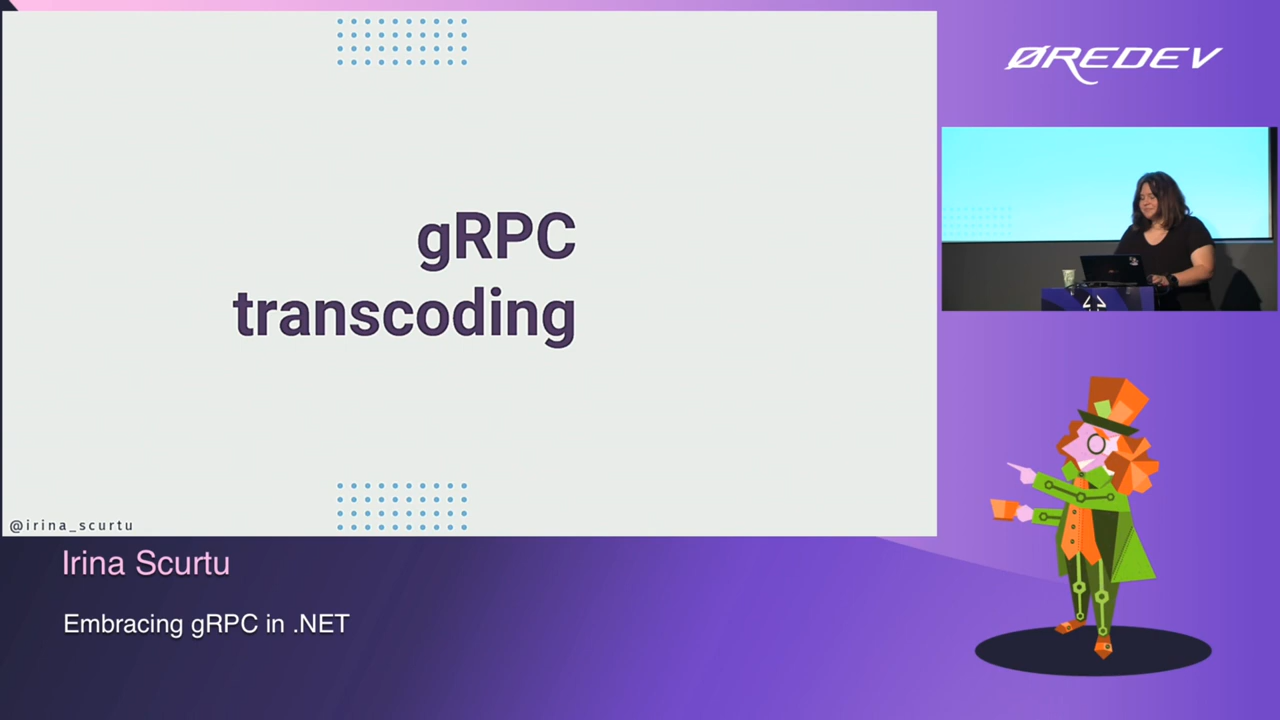 gRPC
transcoding
@irina_scurtu
ØREDEV
Irina Scurtu
Embracing gRPC in .NET